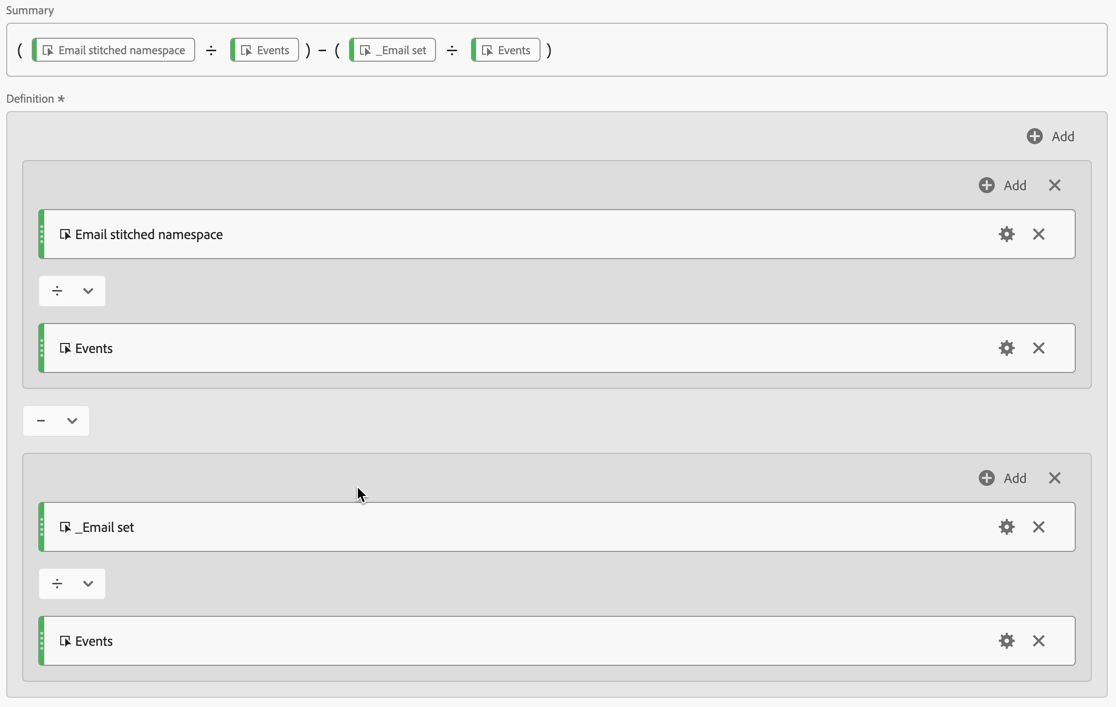 Summary
( Email stitched namespace ÷ Events ) − ( _Email set ÷ Events )
Definition *
Add
Add
Email stitched namespace
÷
Events
−
Add
_Email set
÷
Events